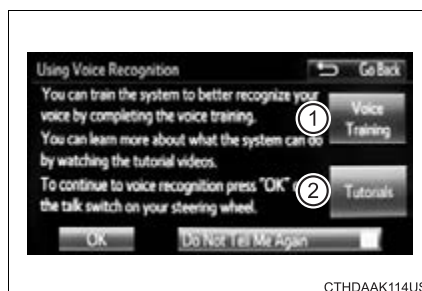 Using Voice Recognition
Go Back
You can train the system to better recognize your
voice by completing the voice training.
1
Voice
Training
You can learn more about what the system can do
by watching the tutorial videos.
To continue to voice recognition press "OK"
2
Tutorials
the talk switch on your steering wheel.
OK
Do Not Tell Me Again
CTHDAAK114US